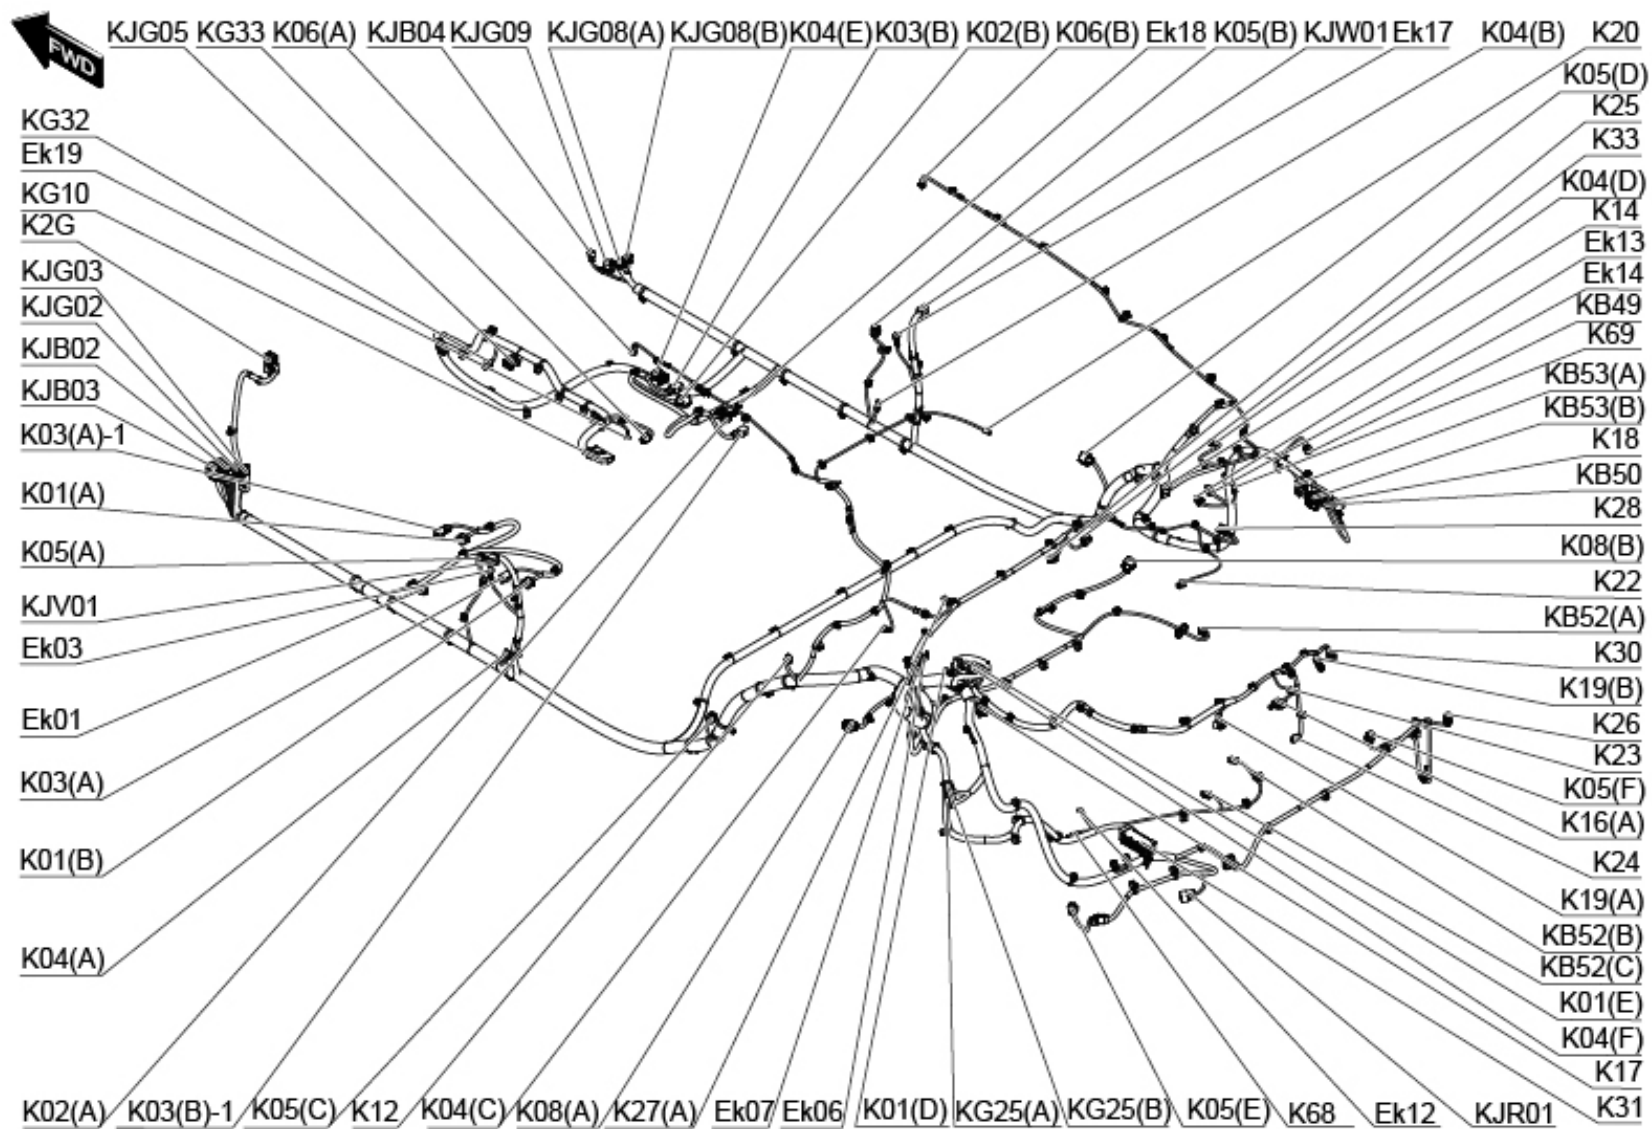 FWD
KJG05 KG33 K06(A) KJB04 KJG09 KJG08(A) KJG08(B) K04(E) K03(B) K02(B) K06(B) Ek18 K05(B) KJW01 Ek17 K04(B) K20
K05(D)
K25
K33
K04(D)
K14
Ek13
Ek14
KB49
K69
KB53(A)
KB53(B)
K18
KB50
K28
K08(B)
K22
KB52(A)
K30
K19(B)
K26
K23
K05(F)
K16(A)
K24
K19(A)
KB52(B)
KB52(C)
K01(E)
K04(F)
K17
K31
KG32
Ek19
KG10
K2G
KJG03
KJG02
KJB02
KJB03
K03(A)-1
K01(A)
K05(A)
KJV01
Ek03
Ek01
K03(A)
K01(B)
K04(A)
K02(A) K03(B)-1 K05(C) K12 K04(C) K08(A) K27(A) Ek07 Ek06 K01(D) KG25(A) KG25(B) K05(E) K68 Ek12 KJR01